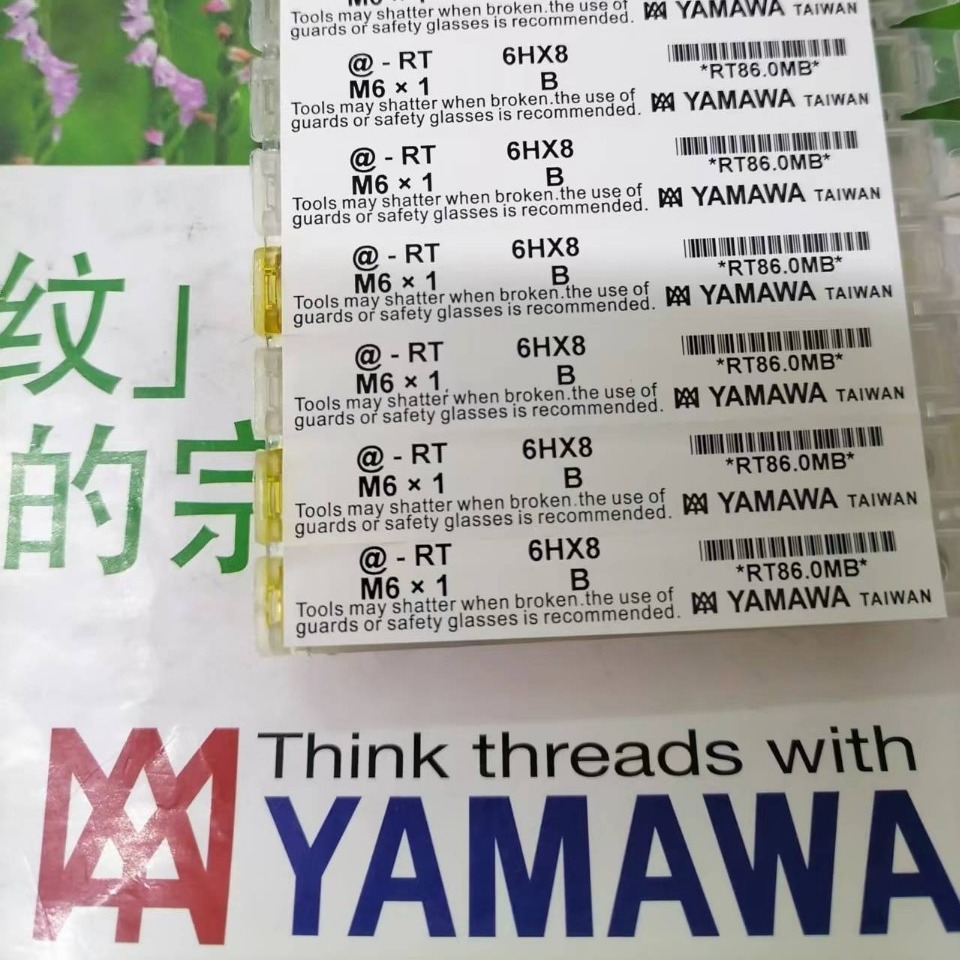 Tools may shatter when broken.the use of
guards or safety glasses is recommended.
YAMAWA TAIWAN
@ - RT 6HX8
M6 × 1 B
*RT86.0MB*
Tools may shatter when broken.the use of
guards or safety glasses is recommended.
YAMAWA TAIWAN
@ - RT 6HX8
M6 × 1 B
*RT86.0MB*
Tools may shatter when broken.the use of
guards or safety glasses is recommended.
YAMAWA TAIWAN
@ - RT 6HX8
M6 × 1 B
*RT86.0MB*
Tools may shatter when broken.the use of
guards or safety glasses is recommended.
YAMAWA TAIWAN
@ - RT 6HX8
M6 × 1 B
*RT86.0MB*
Tools may shatter when broken.the use of
guards or safety glasses is recommended.
YAMAWA TAIWAN
@ - RT 6HX8
M6 × 1 B
*RT86.0MB*
Tools may shatter when broken.the use of
guards or safety glasses is recommended.
YAMAWA TAIWAN
@ - RT 6HX8
M6 × 1 B
*RT86.0MB*
Tools may shatter when broken.the use of
guards or safety glasses is recommended.
YAMAWA TAIWAN
纹」
的宗
Think threads with
YAMAWA